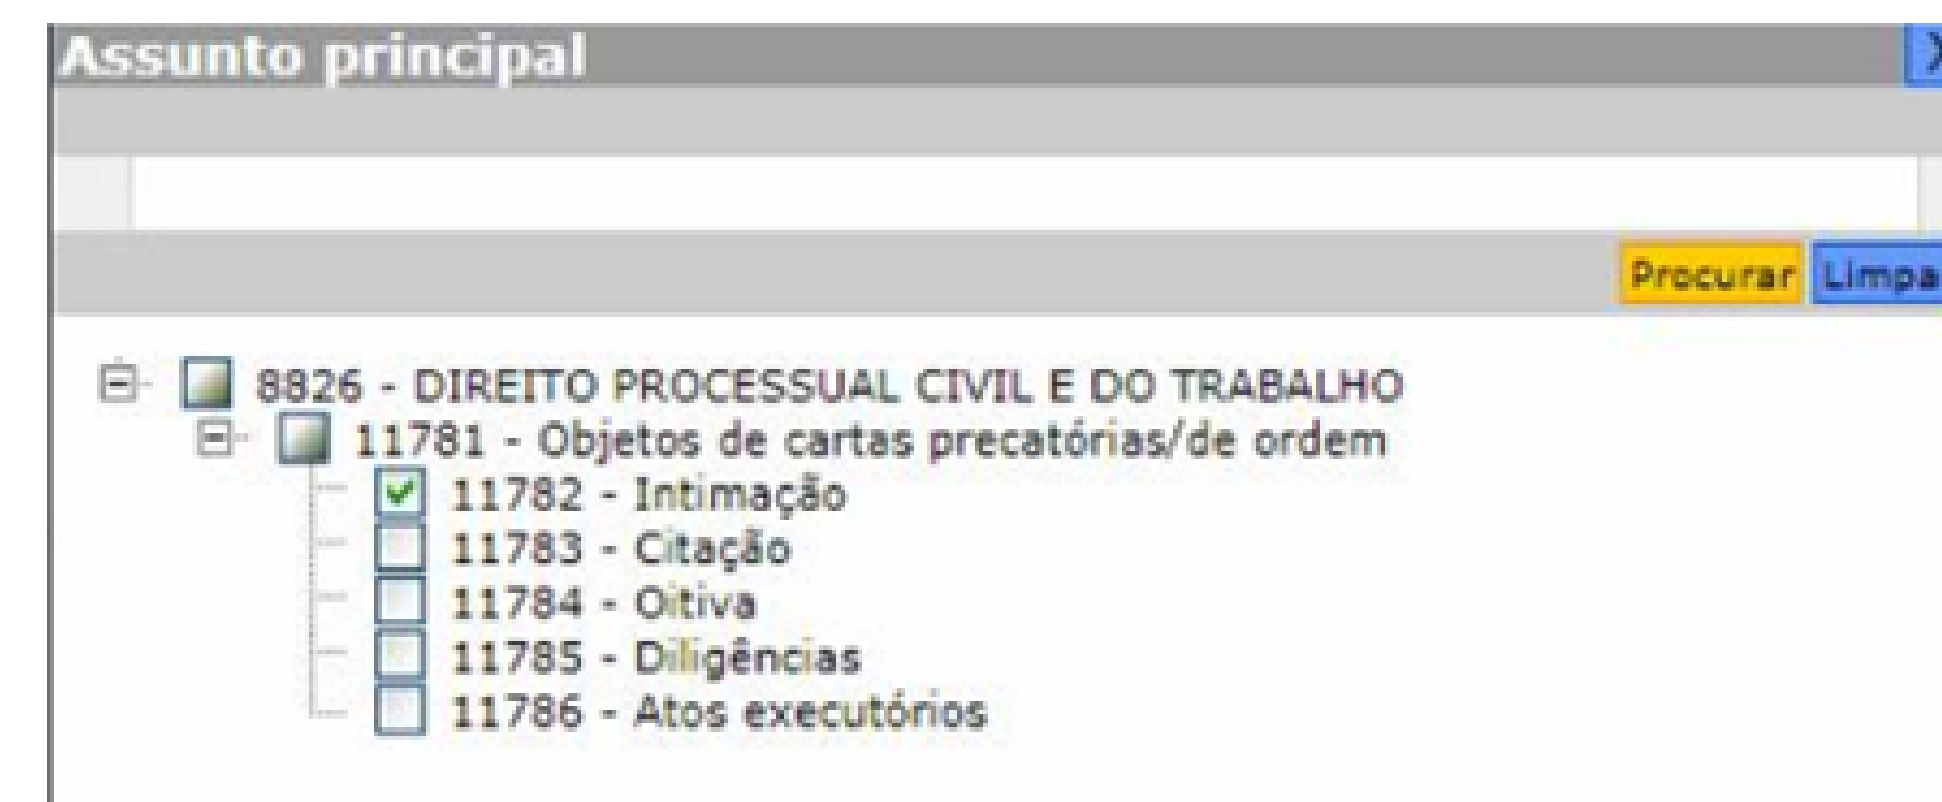 Assunto principal
X
Procurar Limpa
8826 - DIREITO PROCESSUAL CIVIL E DO TRABALHO
11781 - Objetos de cartas precatórias/de ordem
11782 - Intimação
11783 - Citação
11784 - Oitiva
11785 - Diligências
11786 - Atos executórios